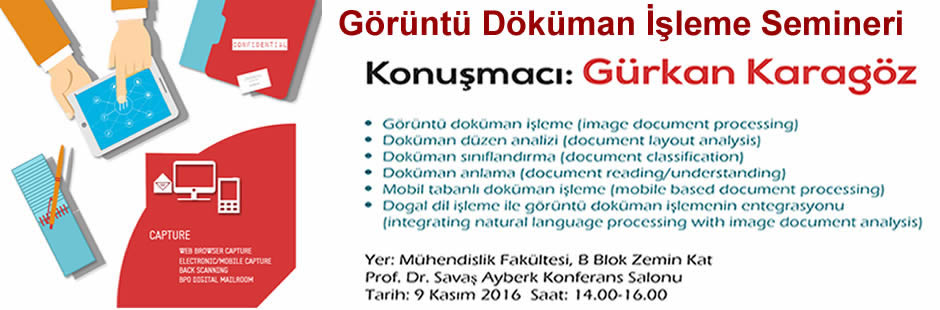 Görüntü Döküman İşleme Semineri
Konuşmacı: Gürkan Karagöz
• Görüntü doküman işleme (image document processing)
• Doküman düzen analizi (document layout analysis)
• Doküman sınıflandırma (document classification)
• Doküman anlama (document reading/understanding)
• Mobil tabanlı doküman işleme (mobile based document processing)
• Dogal dil işleme ile görüntü doküman işlemenin entegrasyonu
(integrating natural language processing with image document analysis)
Yer: Mühendislik Fakültesi, B Blok Zemin Kat
Prof. Dr. Savaş Ayberk Konferans Salonu
Tarih: 9 Kasım 2016 Saat: 14.00-16.00
CONFIDENTIAL
CAPTURE
WEB BROWSER CAPTURE
ELECTRONIC/MOBILE CAPTURE
BACK SCANNING
BPO DIGITAL MAILROOM